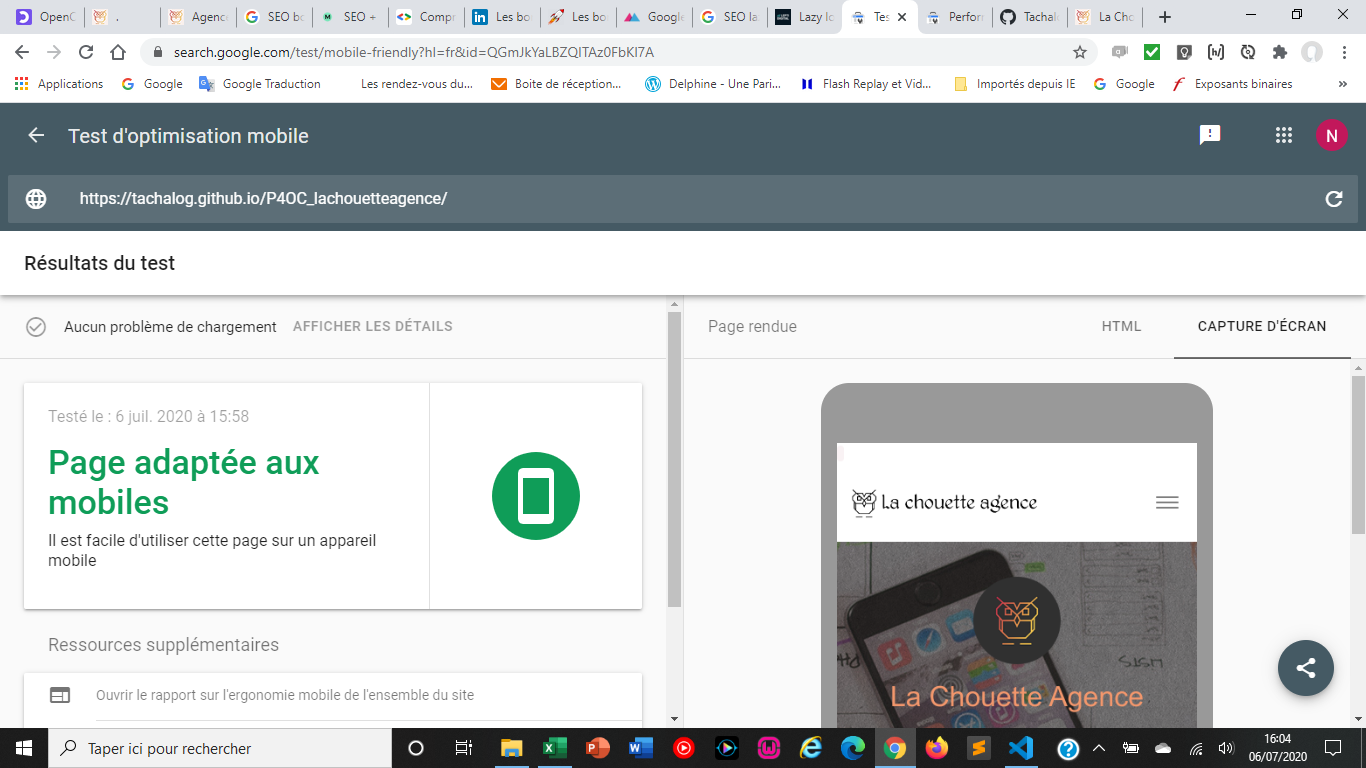 OpenC
.
Agence
SEO bo
SEO +
Compr
Les bo
Les bo
Google
SEO la
Lazy lo
Tes
Perfor
Tachal
La Cho
search.google.com/test/mobile-friendly?hl=fr&id=QGmJkYaLBZQITAz0FbKI7A
Applications
Google
Google Traduction
Les rendez-vous du...
Boite de réception...
Delphine - Une Pari...
Flash Replay et Vid...
Importés depuis IE
Google
Exposants binaires
»
Test d'optimisation mobile
N
https://tachalog.github.io/P4OC_lachouetteagence/
Résultats du test
Aucun problème de chargement
AFFICHER LES DÉTAILS
Page rendue
HTML
CAPTURE D'ÉCRAN
Testé le : 6 juil. 2020 à 15:58
Page adaptée aux
mobiles
Il est facile d'utiliser cette page sur un appareil
mobile
La chouette agence
La Chouette Agence
Ressources supplémentaires
Ouvrir le rapport sur l'ergonomie mobile de l'ensemble du site
Taper ici pour rechercher
16:04
06/07/2020